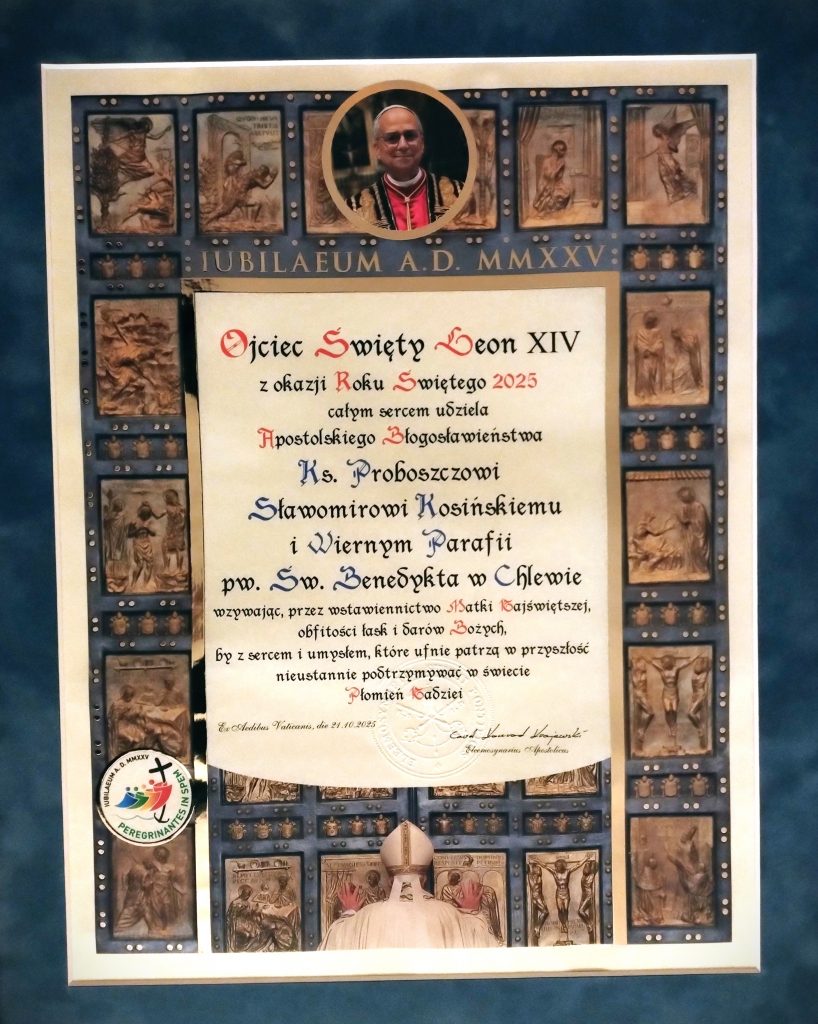 IUBILAEUM A.D. MMXXV
Ojciec Święty Leon XIV
z okazji Roku Świętego 2025
całym sercem udziela
Apostolskiego Błogosławieństwa
Ks. Proboszczowi
Sławomirowi Kosińskiemu
i Wiernym Parafii
pw. Św. Benedykta w Chlewie
wzywając, przez wstawiennictwo Matki Najświętszej,
obfitości łask i darów Bożych,
by z sercem i umysłem, które ufnie patrzą w przyszłość
nieustannie podtrzymywać w świecie
Płomień Nadziei
Ex Aedibus Vaticanis, die 21.10.2025
Card. Konrad Krajewski
Eleemosynarius Apostolicus
IUBILAEUM A. D. MMXXV
PEREGRINANTES IN SPEM